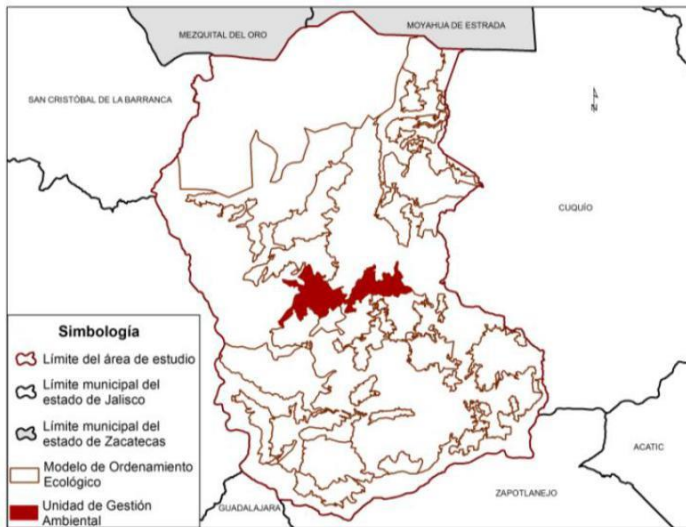 MEZQUITAL DEL ORO
MOYAHUA DE ESTRADA
SAN CRISTÓBAL DE LA BARRANCA
N
CUQUÍO
Simbología
Límite del área de estudio
Límite municipal del
estado de Jalisco
Límite municipal del
estado de Zacatecas
Modelo de Ordenamiento
Ecológico
Unidad de Gestión
Ambiental
GUADALAJARA
ZAPOTLANEJO
ACATIC